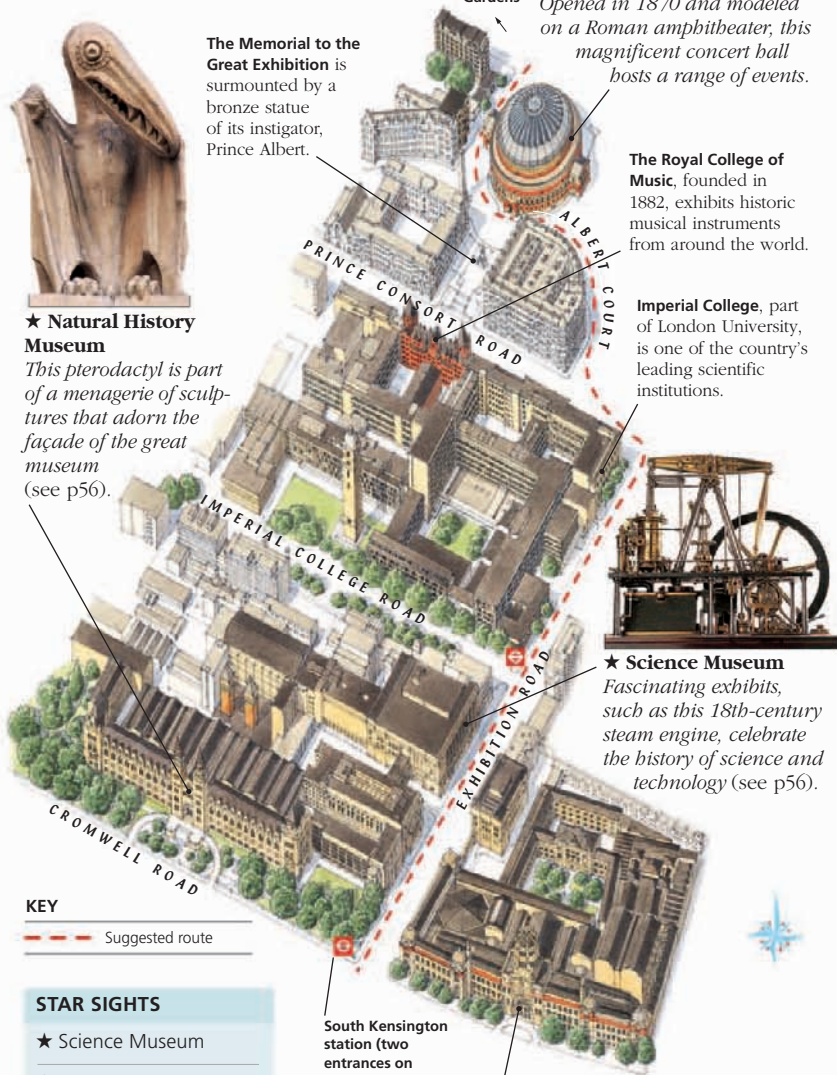 Gardens
Opened in 1870 and modeled
on a Roman amphitheater, this
magnificent concert hall
hosts a range of events.
The Memorial to the
Great Exhibition is
surmounted by a
bronze statue
of its instigator,
Prince Albert.
The Royal College of
Music, founded in
1882, exhibits historic
musical instruments
from around the world.
ALBERT COURT
PRINCE CONSORT ROAD
Imperial College, part
of London University,
is one of the country's
leading scientific
institutions.
★ Natural History
Museum
This pterodactyl is part
of a menagerie of sculp-
tures that adorn the
façade of the great
museum
(see p56).
IMPERIAL COLLEGE ROAD
★ Science Museum
Fascinating exhibits,
such as this 18th-century
steam engine, celebrate
the history of science and
technology (see p56).
EXHIBITION ROAD
CROMWELL ROAD
KEY
Suggested route
STAR SIGHTS
★ Science Museum
South Kensington
station (two
entrances on